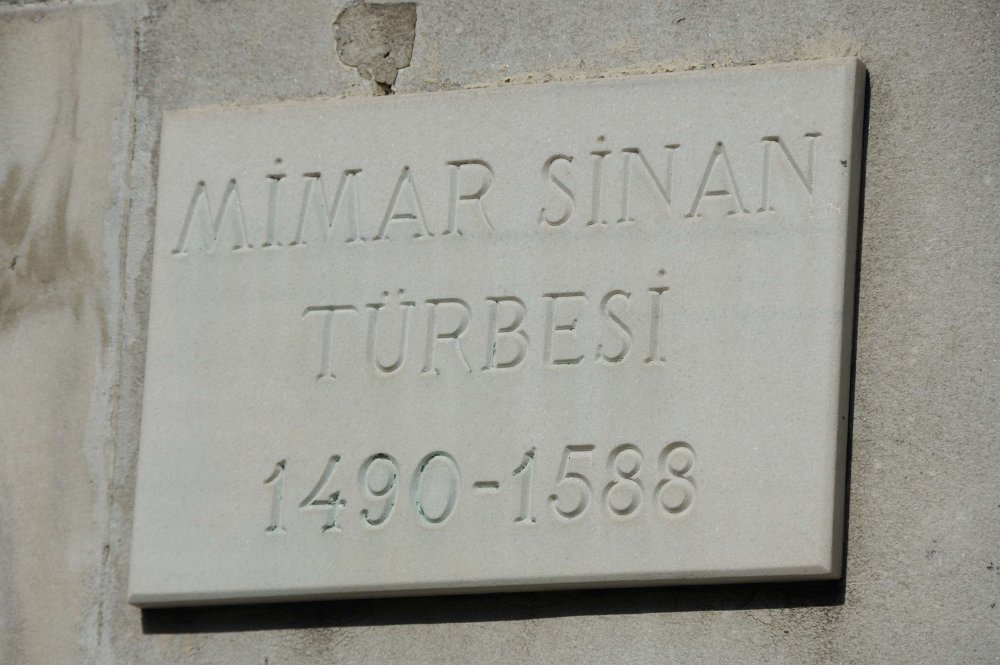 MİMAR SİNAN
TÜRBESİ
1490-1588